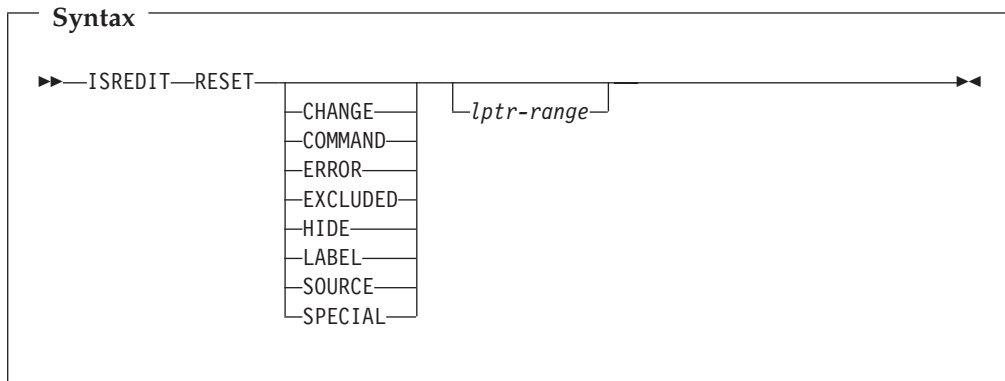 Syntax
ISREDIT RESET
CHANGE lptr-range
COMMAND
ERROR
EXCLUDED
HIDE
LABEL
SOURCE
SPECIAL